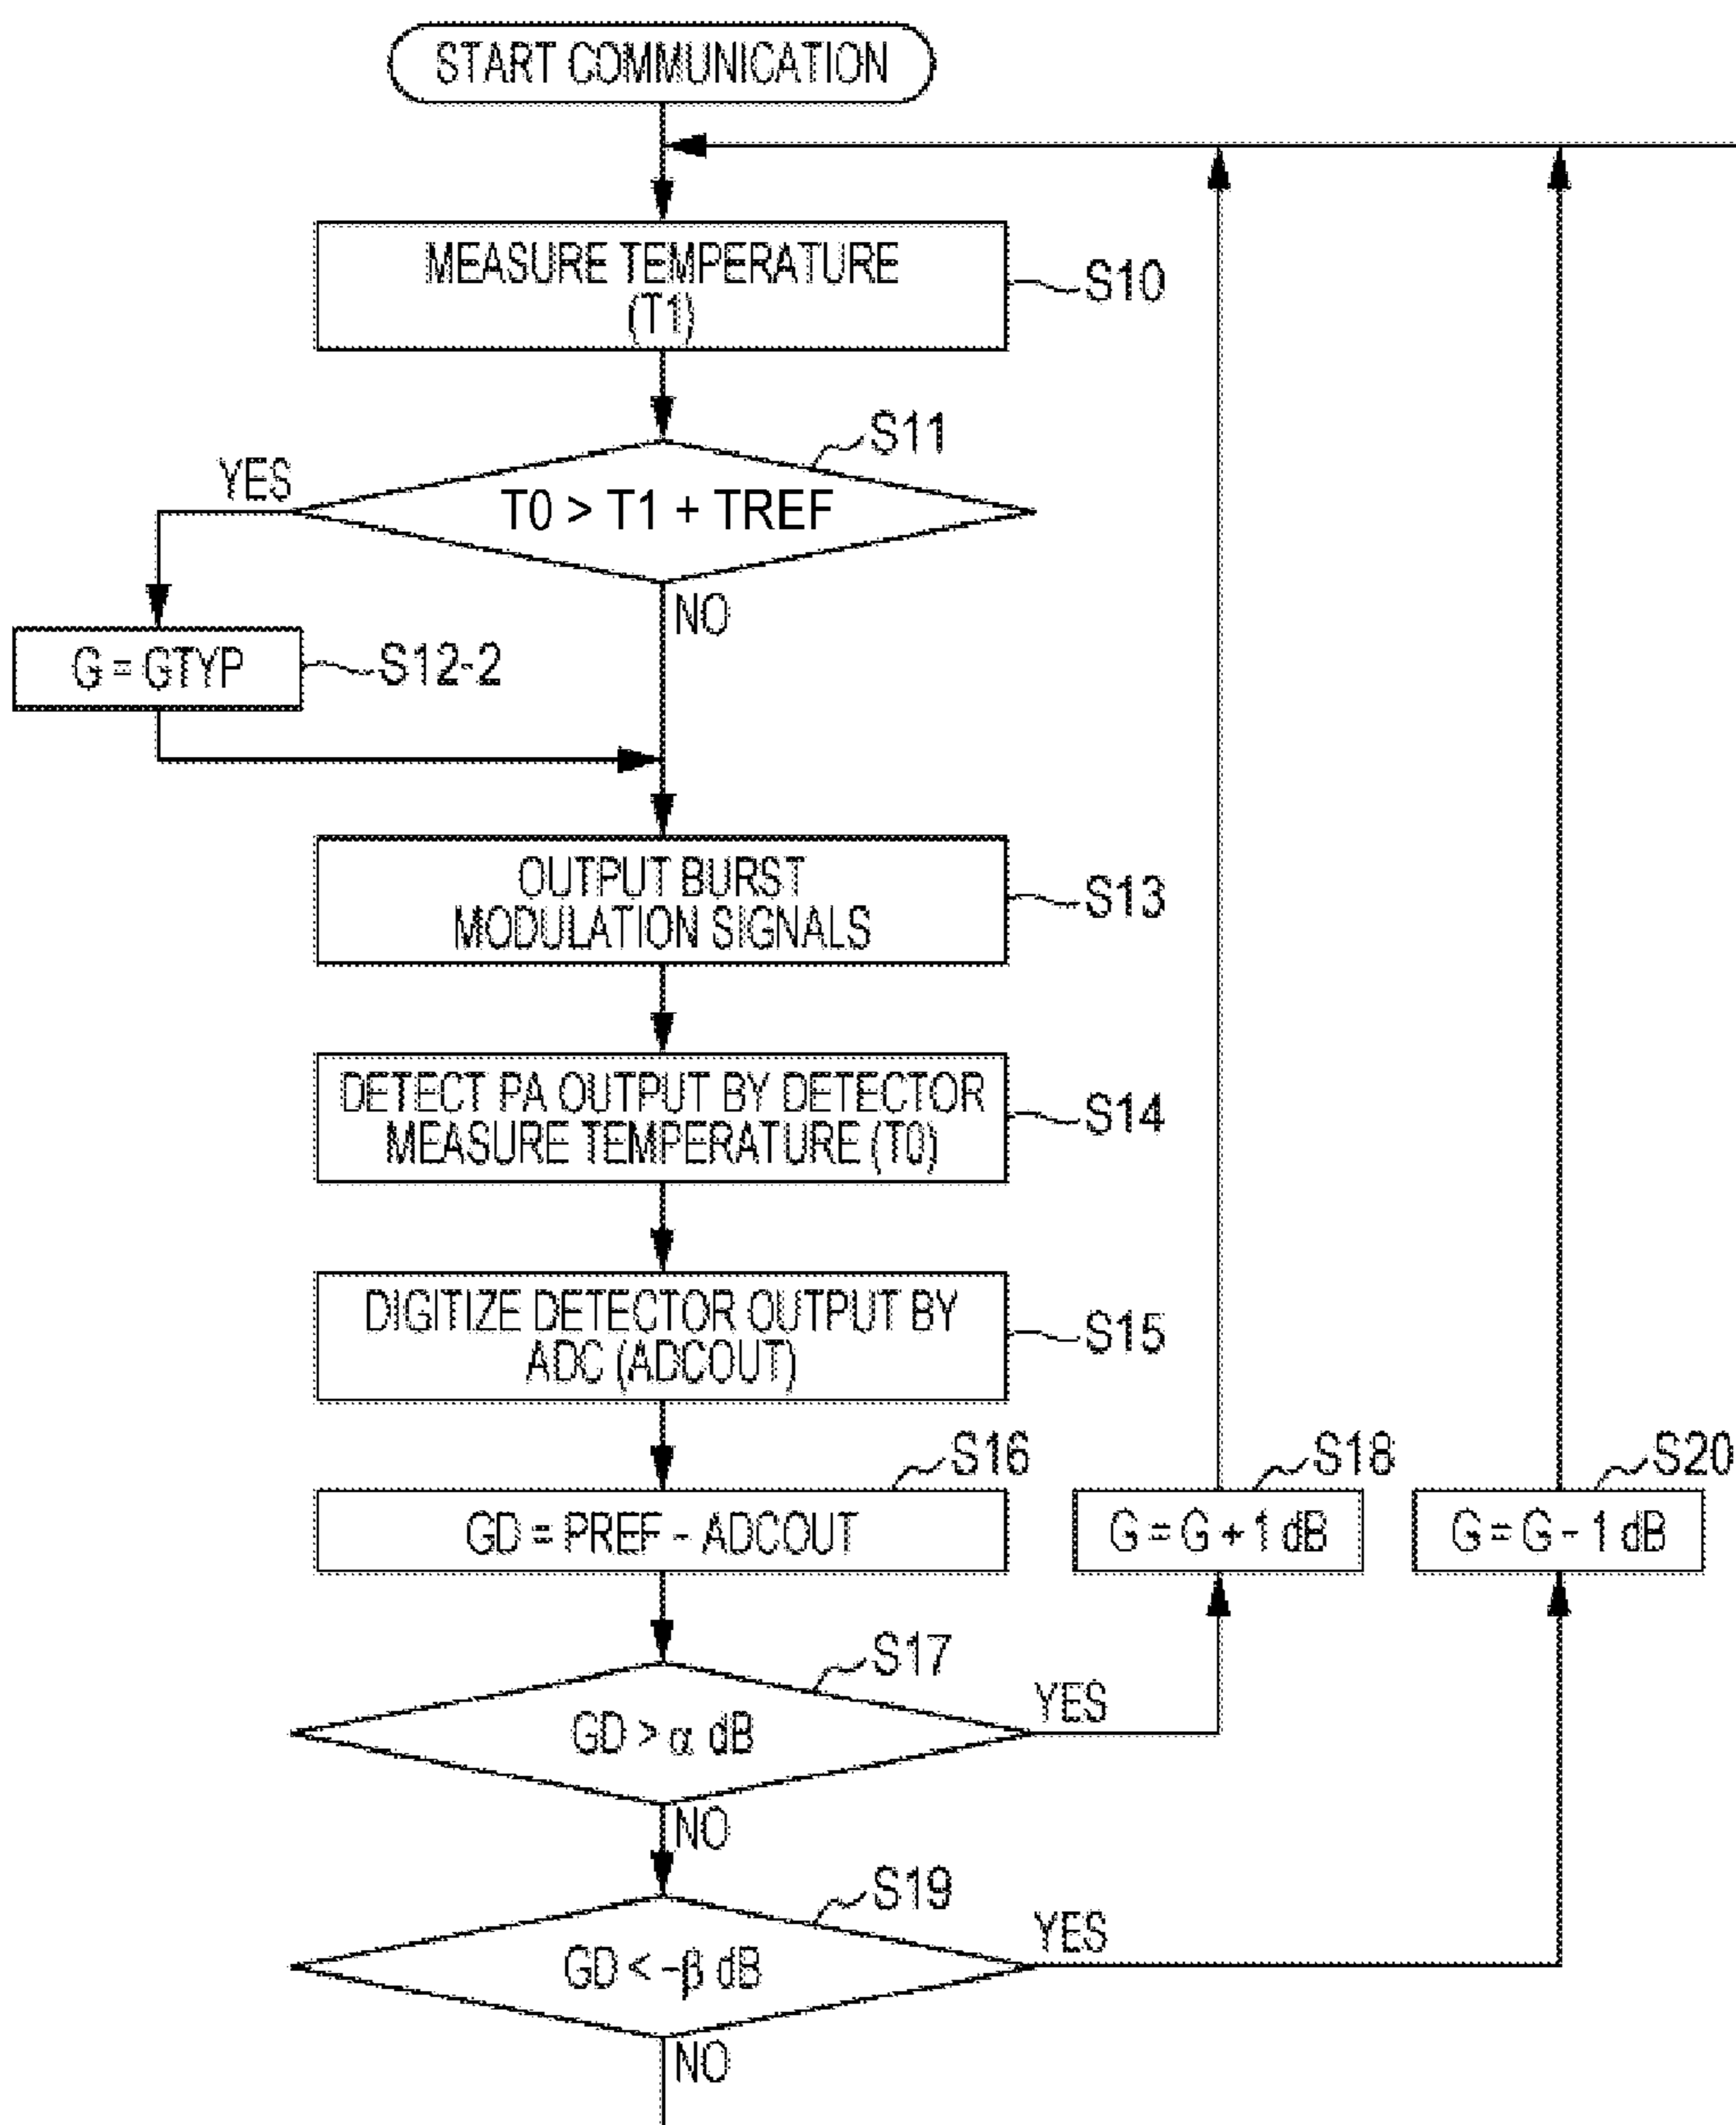 START COMMUNICATION
MEASURE TEMPERATURE
(T1)
S10
S11
YES
T0 > T1 + TREF
NO
G = GTYP
S12-2
OUTPUT BURST
MODULATION SIGNALS
S13
DETECT PA OUTPUT BY DETECTOR
MEASURE TEMPERATURE (T0)
S14
DIGITIZE DETECTOR OUTPUT BY
ADC (ADCOUT)
S15
S16
GD = PREF - ADCOUT
S18
G = G + 1 dB
S20
G = G - 1 dB
S17
GD > α dB
YES
NO
S19
GD < -β dB
YES
NO